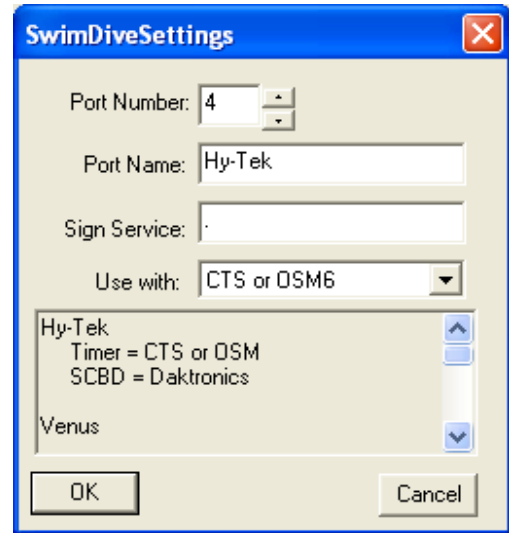 SwimDiveSettings
Port Number: 4
Port Name: Hy-Tek
Sign Service: .
Use with: CTS or OSM6
Hy-Tek
Timer = CTS or OSM
SCBD = Daktronics
Venus
OK Cancel